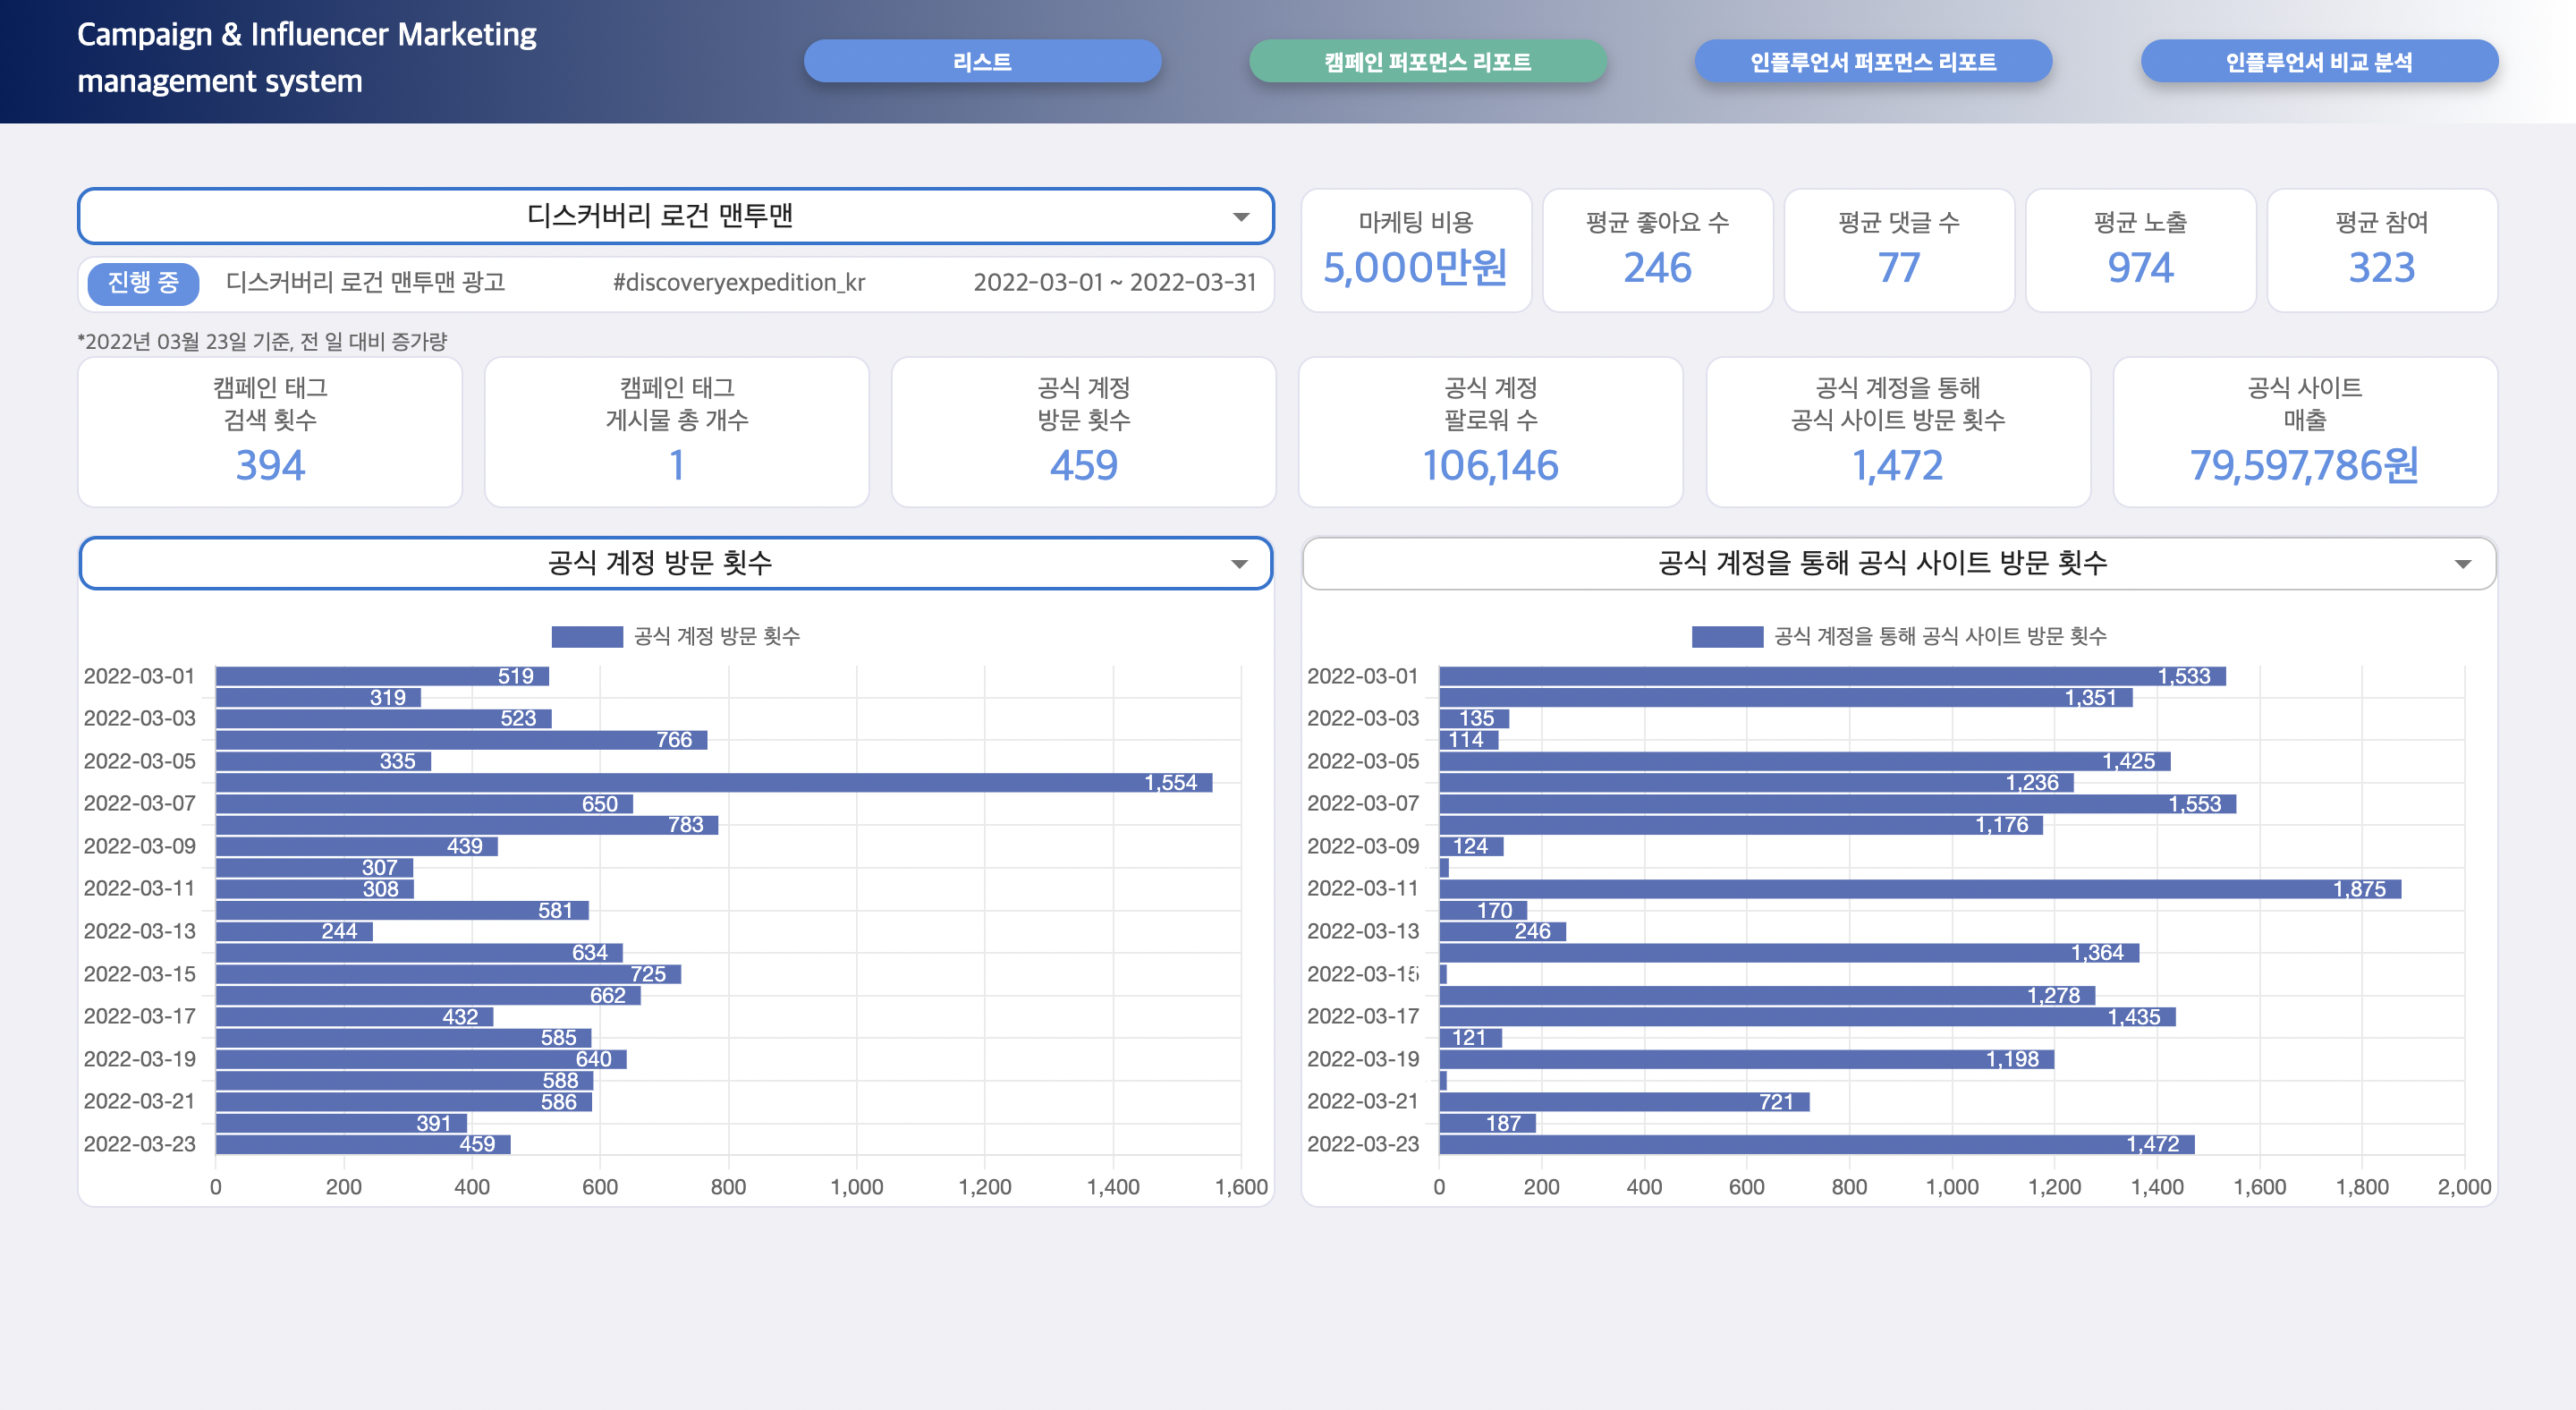 Campaign & Influencer Marketing
management system
리스트
캠페인 퍼포먼스 리포트
인플루언서 퍼포먼스 리포트
인플루언서 비교 분석
디스커버리 로건 맨투맨
진행 중 디스커버리 로건 맨투맨 광고 #discoveryexpedition_kr 2022-03-01 ~ 2022-03-31
마케팅 비용
5,000만원
평균 좋아요 수
246
평균 댓글 수
77
평균 노출
974
평균 참여
323
*2022년 03월 23일 기준, 전 일 대비 증가량
캠페인 태그
검색 횟수
394
캠페인 태그
게시물 총 개수
1
공식 계정
방문 횟수
459
공식 계정
팔로워 수
106,146
공식 계정을 통해
공식 사이트 방문 횟수
1,472
공식 사이트
매출
79,597,786원
공식 계정 방문 횟수
공식 계정 방문 횟수
2022-03-01 519
319
2022-03-03 523
766
2022-03-05 335
1,554
2022-03-07 650
783
2022-03-09 439
307
2022-03-11 308
581
2022-03-13 244
634
2022-03-15 725
662
2022-03-17 432
585
2022-03-19 640
588
2022-03-21 586
391
2022-03-23 459
0 200 400 600 800 1,000 1,200 1,400 1,600
공식 계정을 통해 공식 사이트 방문 횟수
공식 계정을 통해 공식 사이트 방문 횟수
2022-03-01 1,533
1,351
2022-03-03 135
114
2022-03-05 1,425
1,236
2022-03-07 1,553
1,176
2022-03-09 124
2022-03-11 1,875
170
2022-03-13 246
1,364
2022-03-15
1,278
2022-03-17 1,435
121
2022-03-19 1,198
2022-03-21 721
187
2022-03-23 1,472
0 200 400 600 800 1,000 1,200 1,400 1,600 1,800 2,000